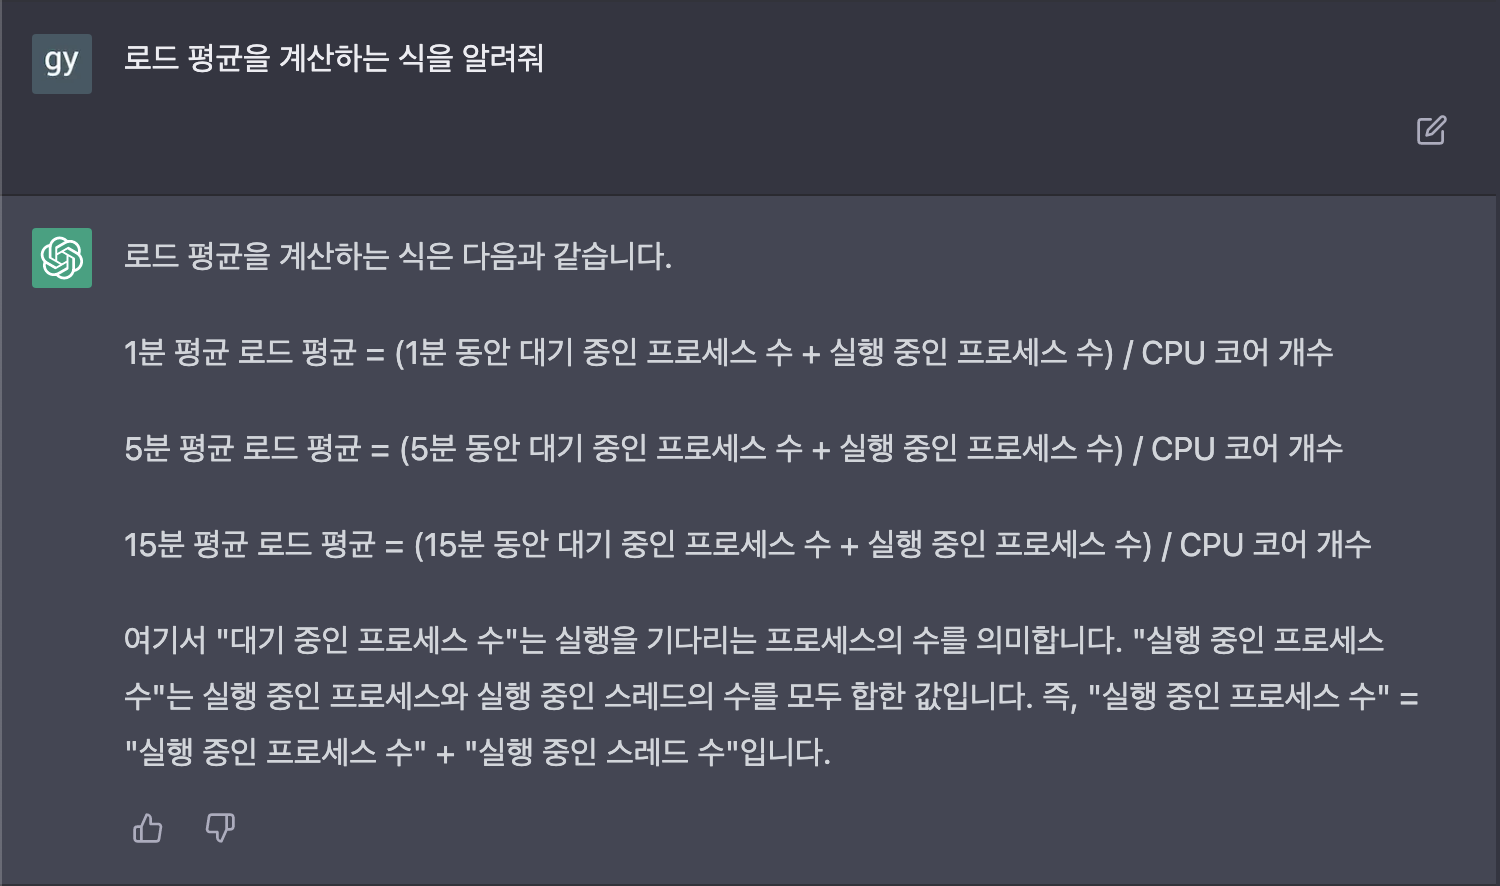 gy
로드 평균을 계산하는 식을 알려줘
로드 평균을 계산하는 식은 다음과 같습니다.
1분 평균 로드 평균 = (1분 동안 대기 중인 프로세스 수 + 실행 중인 프로세스 수) / CPU 코어 개수
5분 평균 로드 평균 = (5분 동안 대기 중인 프로세스 수 + 실행 중인 프로세스 수) / CPU 코어 개수
15분 평균 로드 평균 = (15분 동안 대기 중인 프로세스 수 + 실행 중인 프로세스 수) / CPU 코어 개수
여기서 "대기 중인 프로세스 수"는 실행을 기다리는 프로세스의 수를 의미합니다. "실행 중인 프로세스
수"는 실행 중인 프로세스와 실행 중인 스레드의 수를 모두 합한 값입니다. 즉, "실행 중인 프로세스 수" =
"실행 중인 프로세스 수" + "실행 중인 스레드 수"입니다.